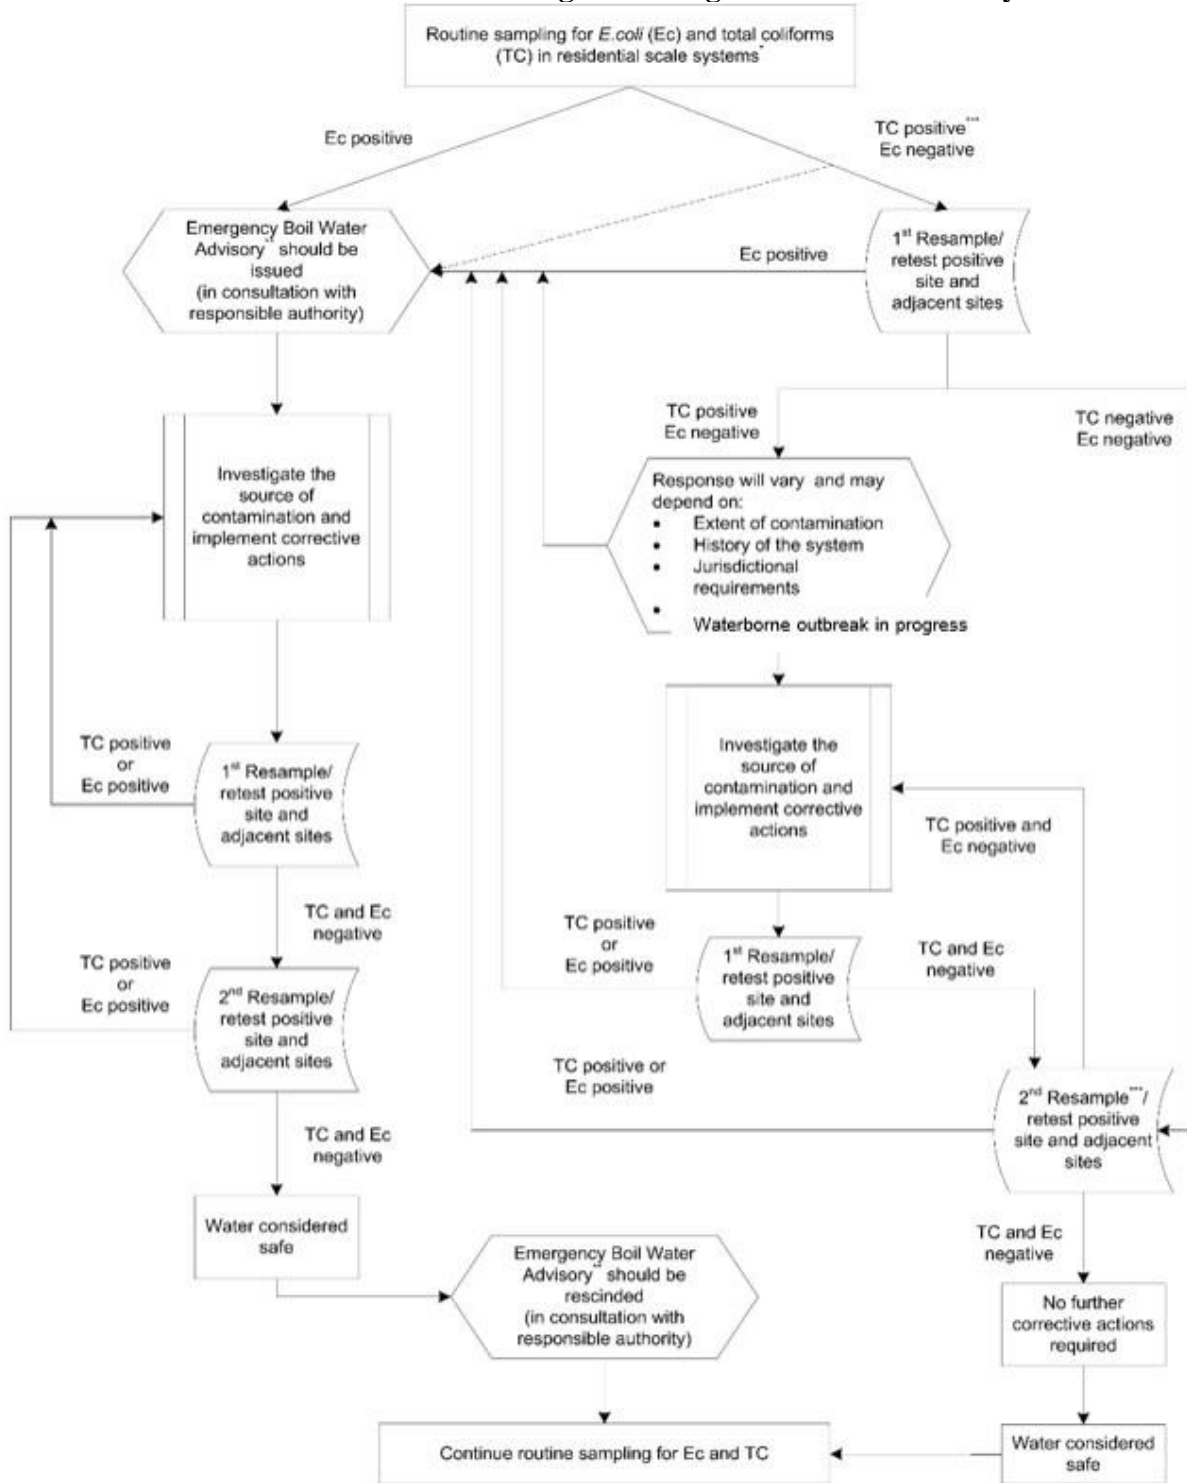 Routine sampling for E.coli (Ec) and total coliforms
(TC) in residential scale systems*
Ec positive
TC positive***
Ec negative
Emergency Boil Water
Advisory** should be
issued
(in consultation with
responsible authority)
Ec positive
1st Resample/
retest positive
site and
adjacent sites
TC positive
Ec negative
TC negative
Ec negative
Investigate the
source of
contamination and
implement corrective
actions
Response will vary and may
depend on:
• Extent of contamination
• History of the system
• Jurisdictional
requirements
•
Waterborne outbreak in progress
TC positive
or
Ec positive
1st Resample/
retest positive
site and
adjacent sites
Investigate the
source of
contamination and
implement corrective
actions
TC positive and
Ec negative
TC and Ec
negative
TC positive
or
Ec positive
1st Resample/
retest positive
site and
adjacent sites
TC and Ec
negative
TC positive
or
Ec positive
2nd Resample/
retest positive
site and
adjacent sites
TC positive or
Ec positive
2nd Resample***/
retest positive
site and adjacent
sites
TC and Ec
negative
TC and Ec
negative
Water considered
safe
Emergency Boil Water
Advisory** should be
rescinded
(in consultation with
responsible authority)
No further
corrective actions
required
Continue routine sampling for Ec and TC
Water considered
safe